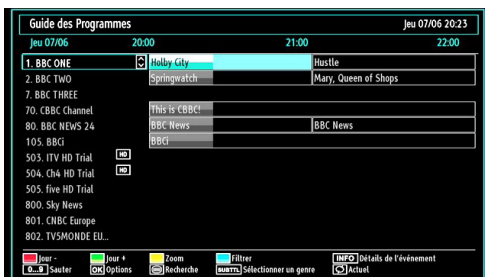 Guide des Programmes Jeu 07/06 20:23
Jeu 07/06 20:00 21:00 22:00
1. BBC ONE Holby City Hustle
2. BBC TWO Springwatch Mary, Queen of Shops
7. BBC THREE
70. CBBC Channel This is CBBC!
80. BBC NEWS 24 BBC News BBC News
105. BBCi BBCi
503. ITV HD Trial HD
504. Ch4 HD Trial HD
505. five HD Trial
800. Sky News
801. CNBC Europe
802. TV5MONDE EU...
Jour - Jour + Zoom Filtrer INFO Détails de l'événement
0...9 Sauter OK Options Recherche SUBTTL Sélectionner un genre Actuel